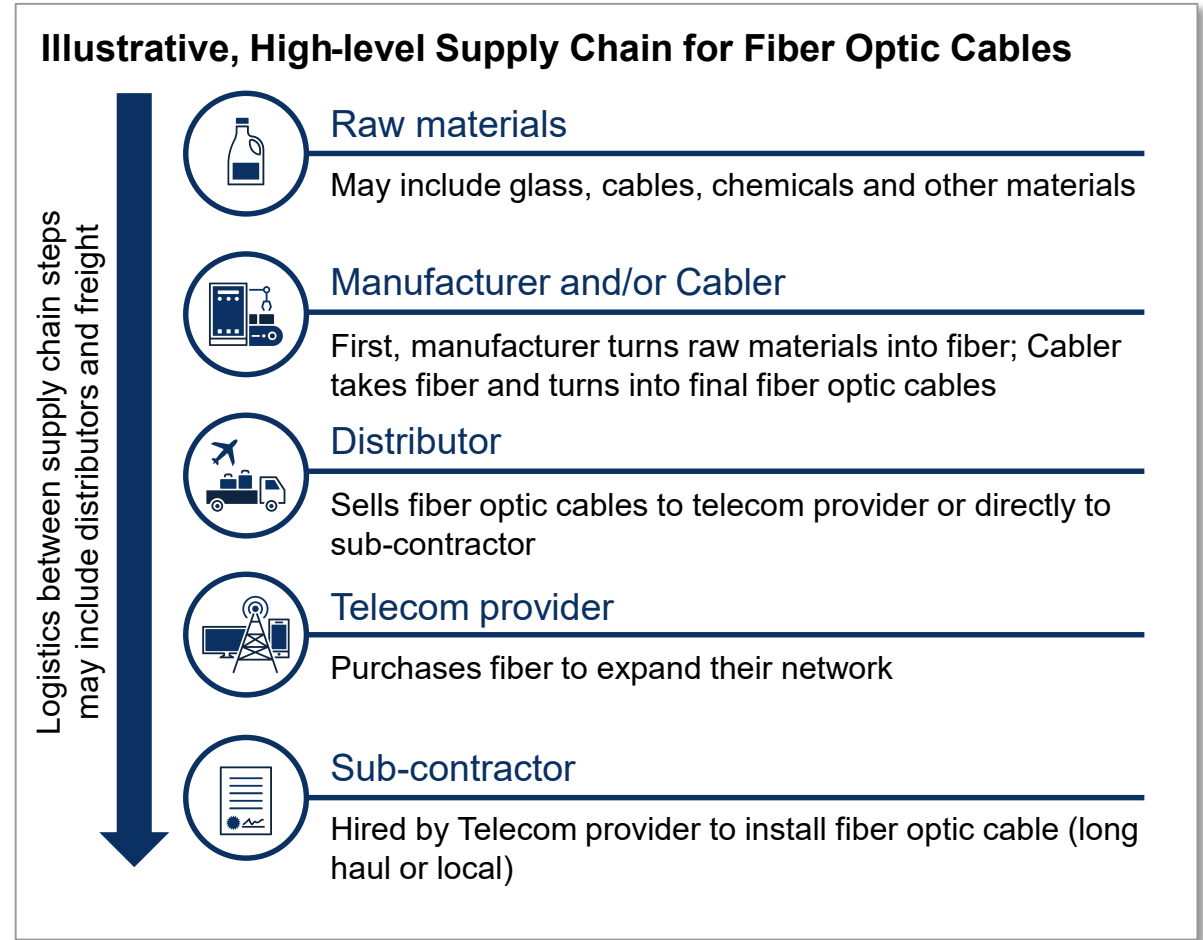 Illustrative, High-level Supply Chain for Fiber Optic Cables
Logistics between supply chain steps
may include distributors and freight
Raw materials
May include glass, cables, chemicals and other materials
Manufacturer and/or Cabler
First, manufacturer turns raw materials into fiber; Cabler
takes fiber and turns into final fiber optic cables
Distributor
Sells fiber optic cables to telecom provider or directly to
sub-contractor
Telecom provider
Purchases fiber to expand their network
Sub-contractor
Hired by Telecom provider to install fiber optic cable (long
haul or local)